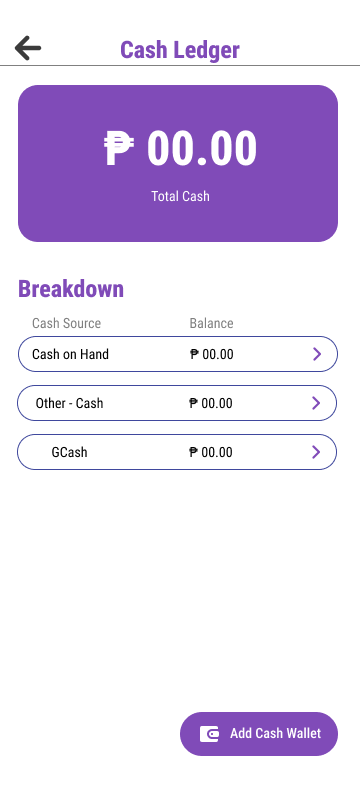 Cash Ledger
₱ 00.00
Total Cash
Breakdown
Cash Source Balance
Cash on Hand ₱ 00.00
Other - Cash ₱ 00.00
GCash ₱ 00.00
Add Cash Wallet